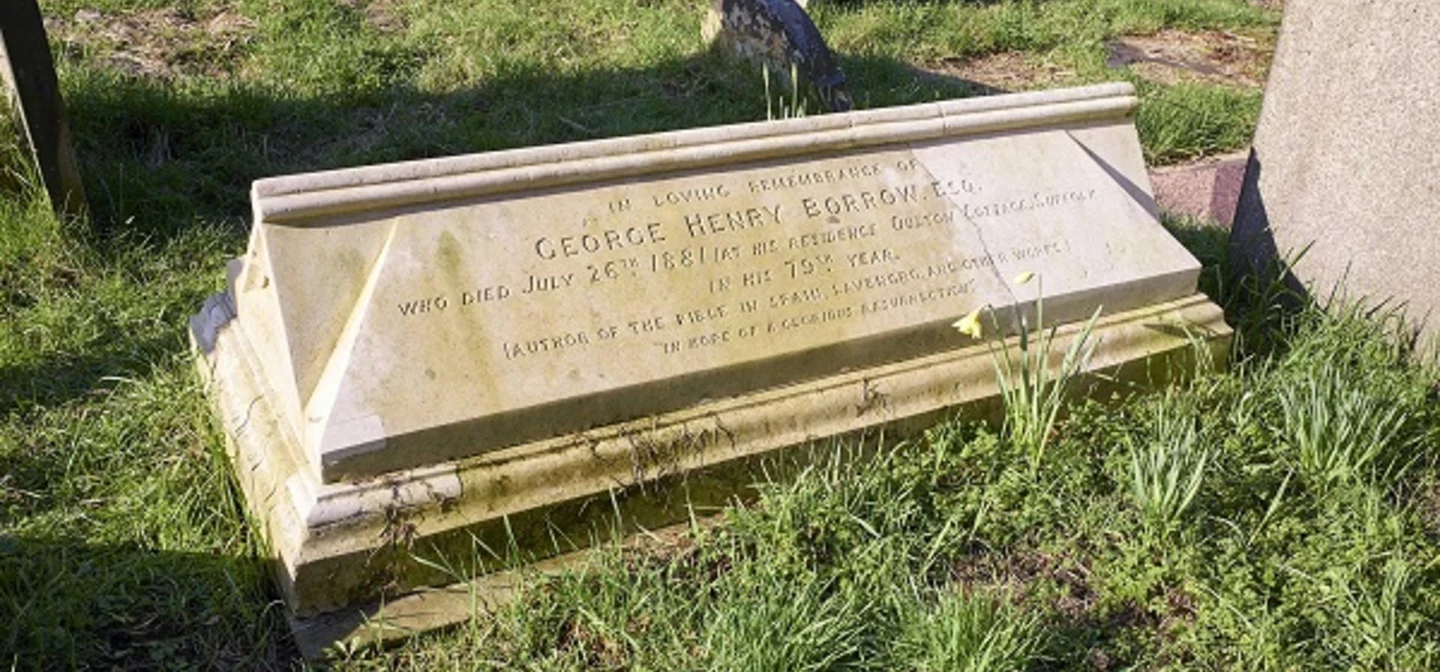 IN LOVING REMEMBRANCE OF
GEORGE HENRY BORROW, ESQ.
WHO DIED JULY 26TH 1881 (AT HIS RESIDENCE OULTON COTTAGE, SUFFOLK
IN HIS 79TH YEAR.
(AUTHOR OF THE BIBLE IN SPAIN, LAVENGRO, AND OTHER WORKS)
"IN HOPE OF A GLORIOUS RESURRECTION"